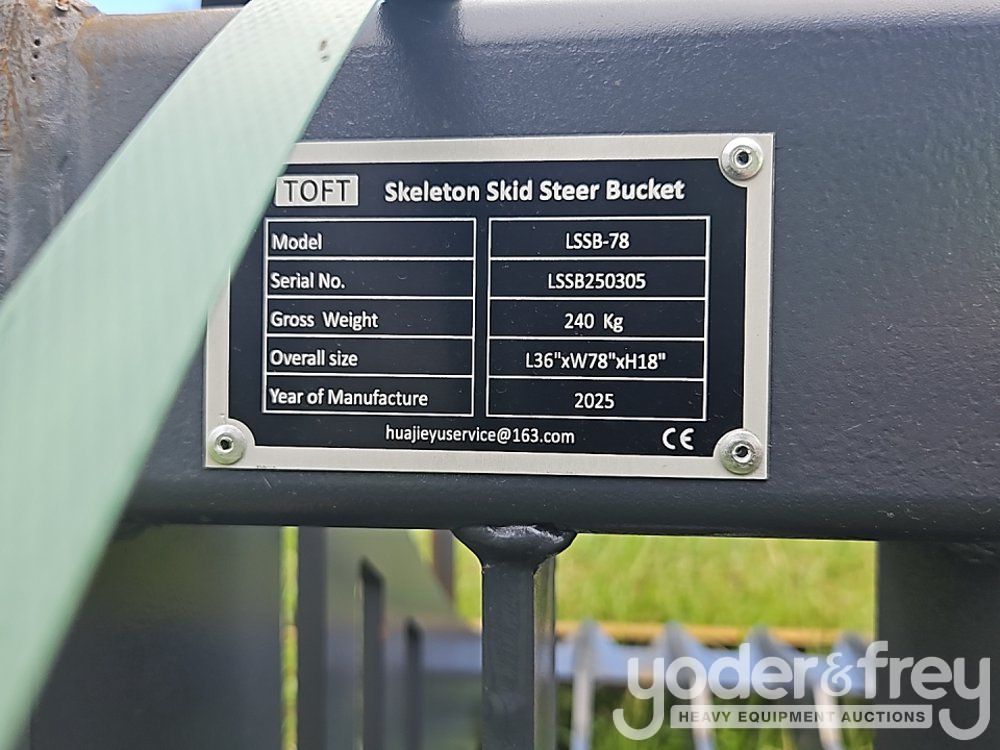 TOFT Skeleton Skid Steer Bucket
Model LSSB-78
Serial No. LSSB250305
Gross Weight 240 Kg
Overall size L36"xW78"xH18"
Year of Manufacture 2025
huajieyuservice@163.com CE
yoder&frey
HEAVY EQUIPMENT AUCTIONS